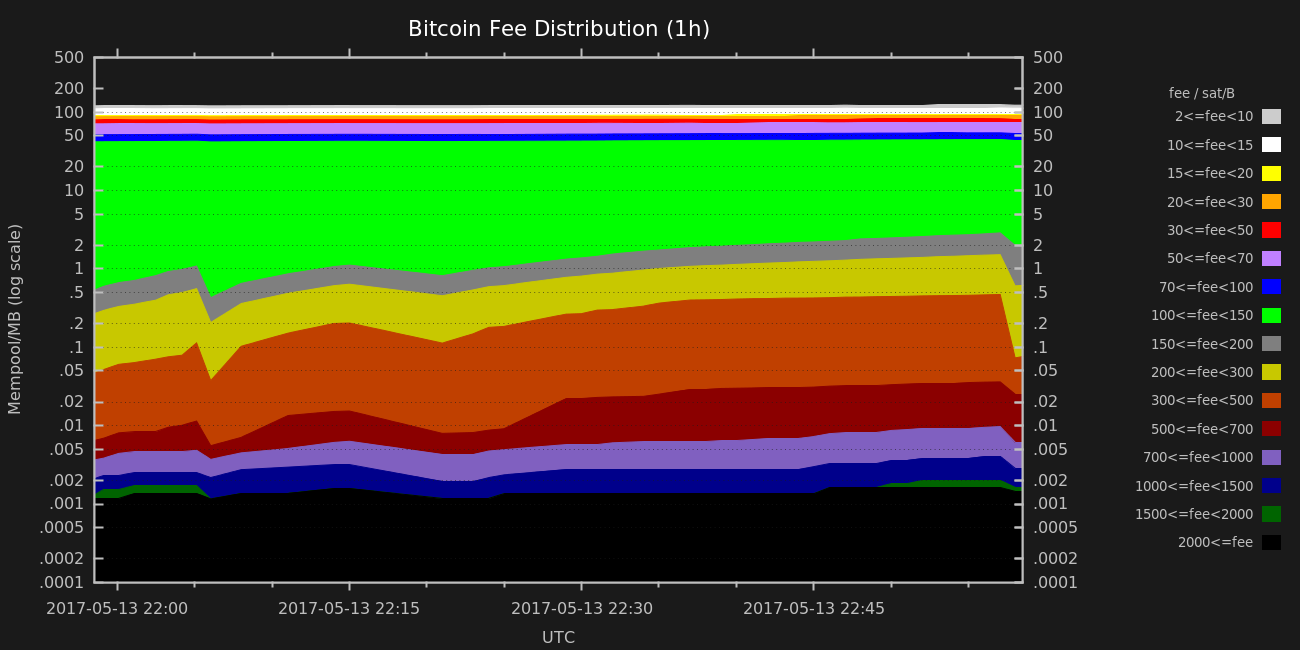 Bitcoin Fee Distribution (1h)
500
200
100
50
20
10
5
2
1
.5
.2
.1
.05
.02
.01
.005
.002
.001
.0005
.0002
.0001
Mempool/MB (log scale)
500
200
100
50
20
10
5
2
1
.5
.2
.1
.05
.02
.01
.005
.002
.001
.0005
.0002
.0001
2017-05-13 22:00 2017-05-13 22:15 2017-05-13 22:30 2017-05-13 22:45
UTC
fee / sat/B
2<=fee<10
10<=fee<15
15<=fee<20
20<=fee<30
30<=fee<50
50<=fee<70
70<=fee<100
100<=fee<150
150<=fee<200
200<=fee<300
300<=fee<500
500<=fee<700
700<=fee<1000
1000<=fee<1500
1500<=fee<2000
2000<=fee